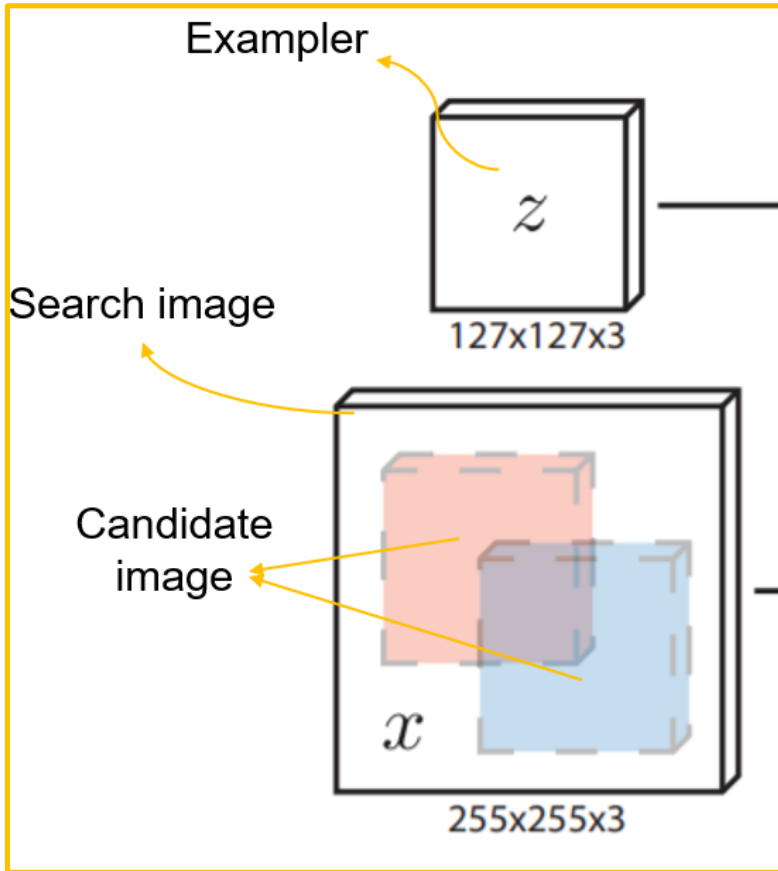 Exampler
z
127x127x3
Search image
Candidate
image
x
255x255x3